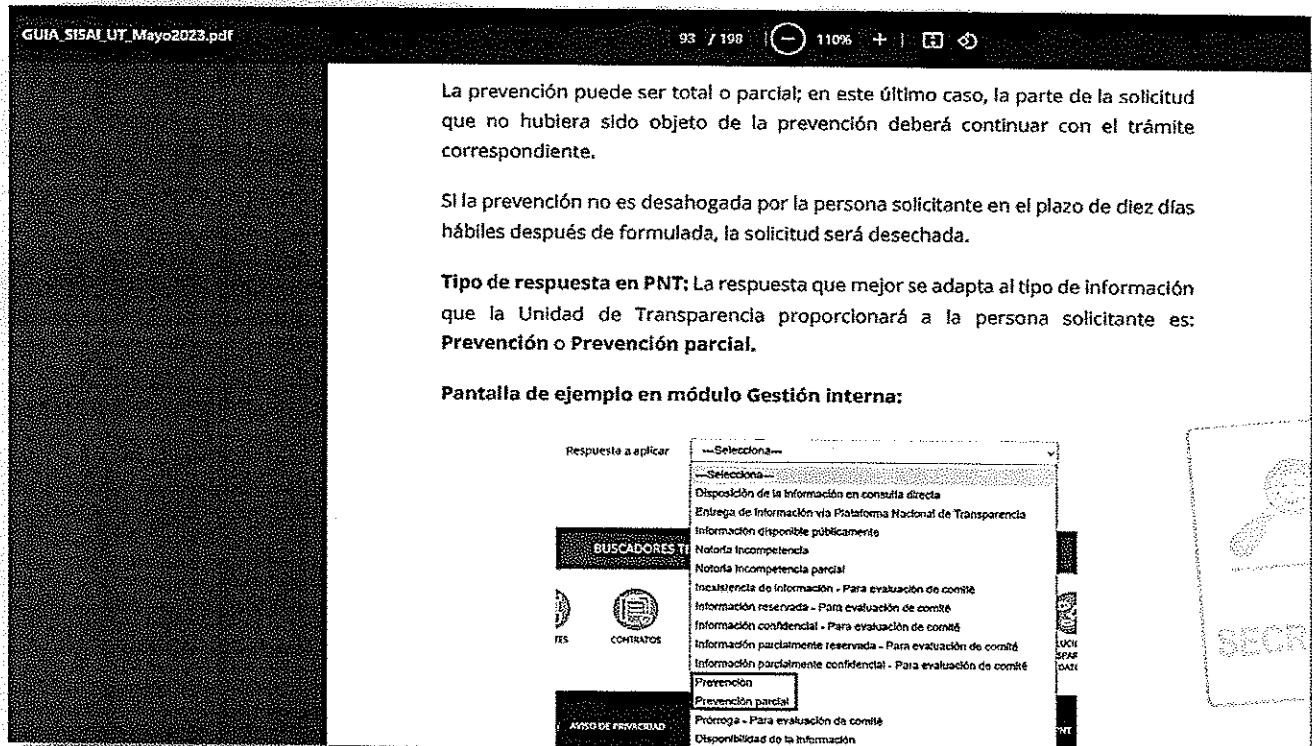 GUIA_SISAI_UT_Mayo2023.pdf
93 / 198 | — 110% + |
La prevención puede ser total o parcial; en este último caso, la parte de la solicitud
que no hubiera sido objeto de la prevención deberá continuar con el trámite
correspondiente.
Si la prevención no es desahogada por la persona solicitante en el plazo de diez días
hábiles después de formulada, la solicitud será desechada.
Tipo de respuesta en PNT: La respuesta que mejor se adapta al tipo de información
que la Unidad de Transparencia proporcionará a la persona solicitante es:
Prevención o Prevención parcial.
Pantalla de ejemplo en módulo Gestión interna:
Respuesta a aplicar
---Selecciona---
---Selecciona---
Disposición de la información en consulta directa
Entrega de información vía Plataforma Nacional de Transparencia
Información disponible públicamente
BUSCADORES T
Notoria incompetencia
Notoria incompetencia parcial
Inexistencia de información - Para evaluación de comité
Información reservada - Para evaluación de comité
Información confidencial - Para evaluación de comité
TES
CONTRATOS
Información parcialmente reservada - Para evaluación de comité
Información parcialmente confidencial - Para evaluación de comité
SECR
Prevención
Prevención parcial
AVISO DE PRIVACIDAD
Prórroga - Para evaluación de comité
Disponibilidad de la información